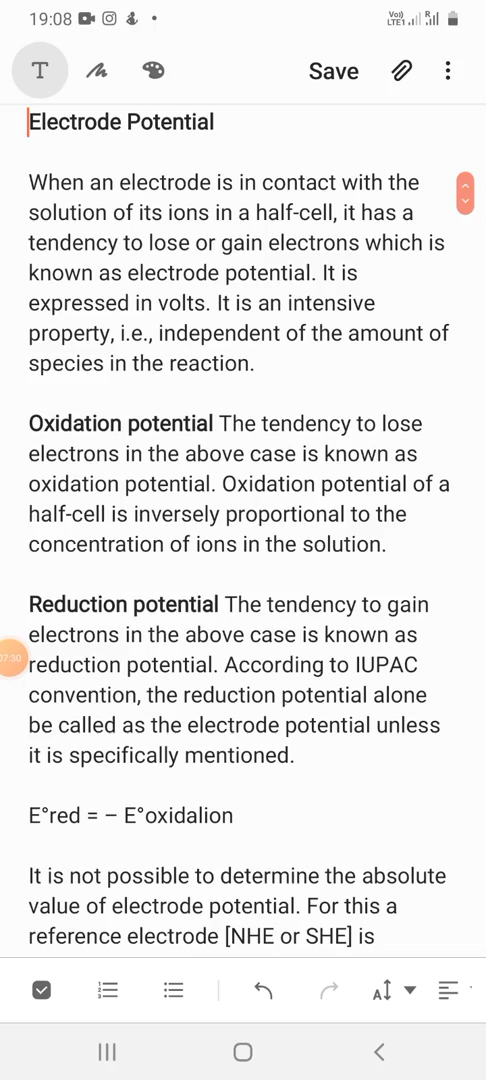 19:08
Vo))
LTE1
R
T
Save
Electrode Potential
When an electrode is in contact with the
solution of its ions in a half-cell, it has a
tendency to lose or gain electrons which is
known as electrode potential. It is
expressed in volts. It is an intensive
property, i.e., independent of the amount of
species in the reaction.
Oxidation potential The tendency to lose
electrons in the above case is known as
oxidation potential. Oxidation potential of a
half-cell is inversely proportional to the
concentration of ions in the solution.
Reduction potential The tendency to gain
electrons in the above case is known as
07:30
reduction potential. According to IUPAC
convention, the reduction potential alone
be called as the electrode potential unless
it is specifically mentioned.
E°red = – E°oxidalion
It is not possible to determine the absolute
value of electrode potential. For this a
reference electrode [NHE or SHE] is
A